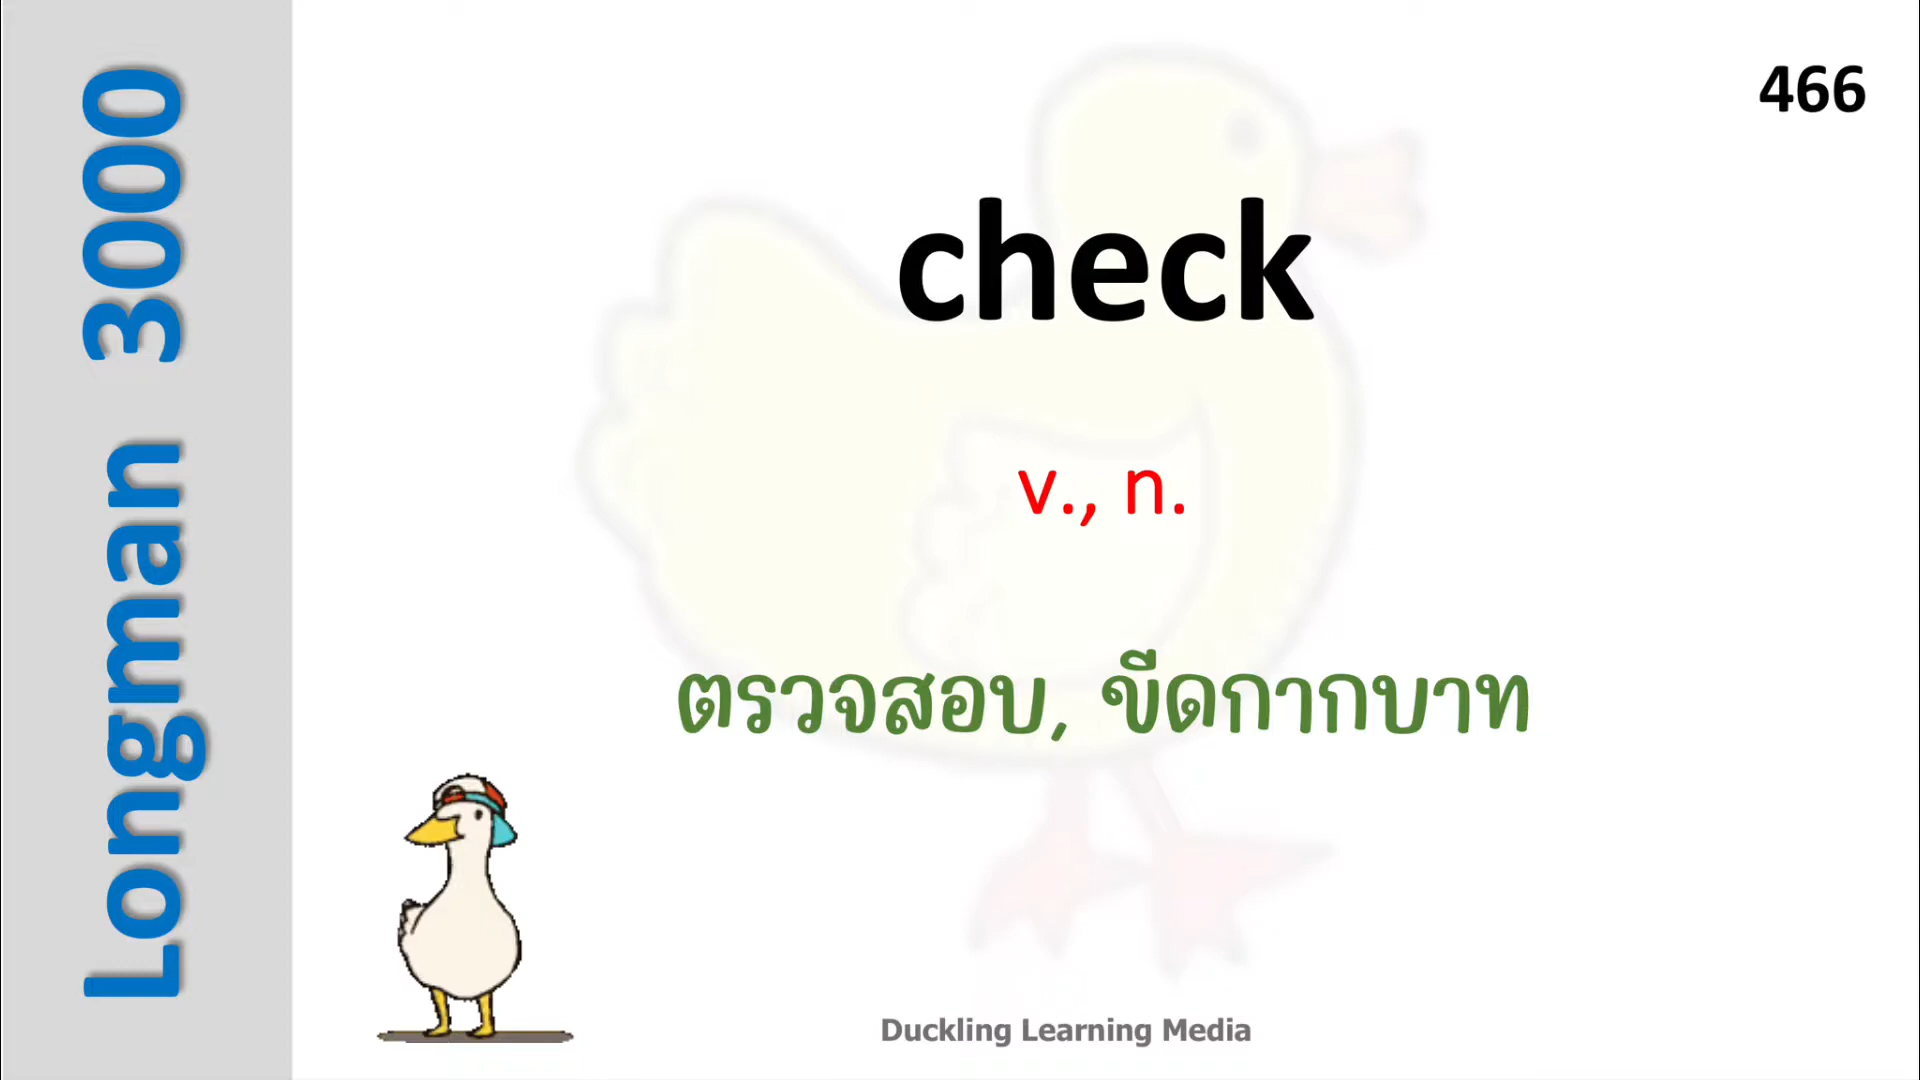 Longman 3000
466
check
v., n.
ตรวจสอบ, ขีดกากบาท
Duckling Learning Media